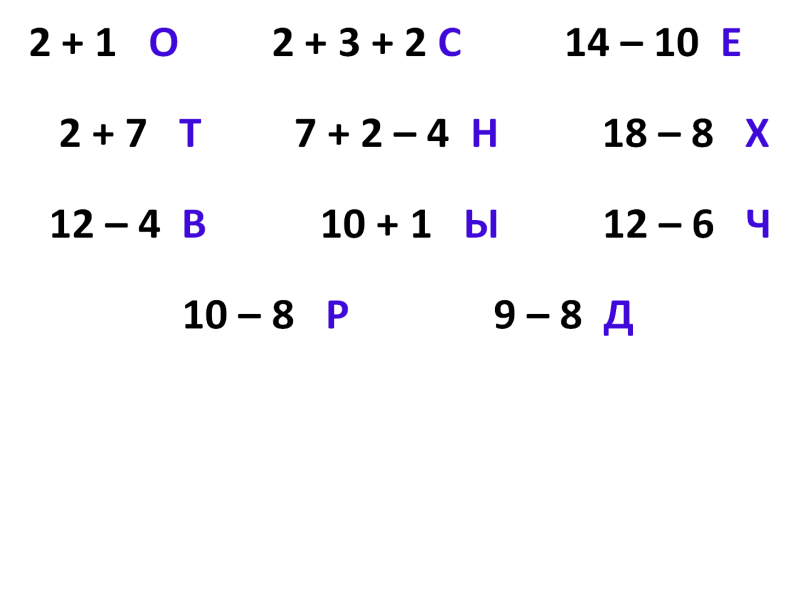 2 + 1 О 2 + 3 + 2 С 14 – 10 Е
2 + 7 Т 7 + 2 – 4 Н 18 – 8 Х
12 – 4 В 10 + 1 Ы 12 – 6 Ч
10 – 8 Р 9 – 8 Д